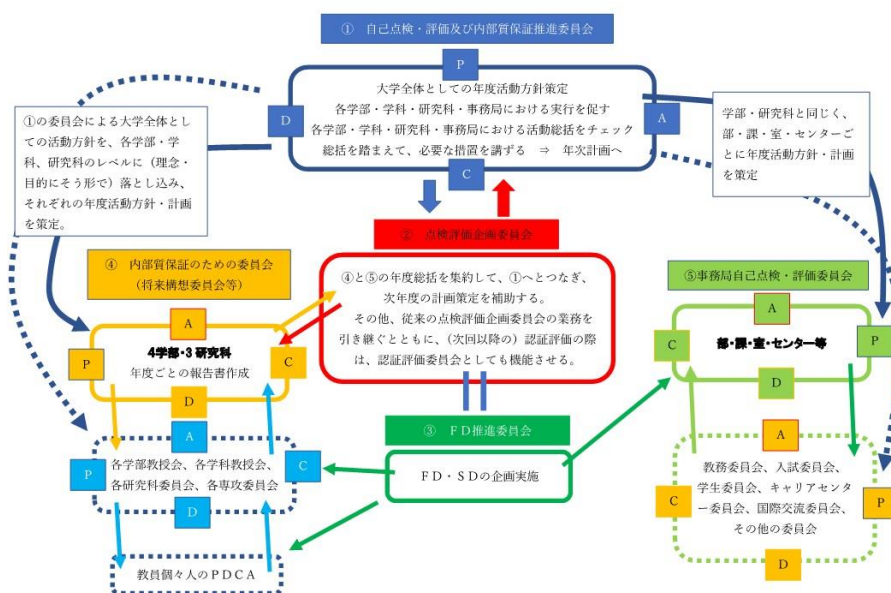 ① 自己点検・評価及び内部質保証推進委員会
P
大学全体としての年度活動方針策定
各学部・学科・研究科・事務局における実行を促す
各学部・学科・研究科・事務局における活動総括をチェック
総括を踏まえて、必要な措置を講ずる ⇒ 年次計画へ
D
A
C
①の委員会による大学全体とし
ての活動方針を、各学部・学
科、研究科のレベルに(理念・
目的にそう形で)落とし込み、
それぞれの年度活動方針・計画
を策定。
学部・研究科と同じく、
部・課・室・センターご
とに年度活動方針・計画
を策定
② 点検評価企画委員会
④と⑤の年度総括を集約して、①へとつなぎ、
次年度の計画策定を補助する。
その他、従来の点検評価企画委員会の業務を
引き継ぐとともに、(次回以降の)認証評価の際
は、認証評価委員会としても機能させる。
④ 内部質保証のための委員会
(将来構想委員会等)
A
P
4学部・3研究科
年度ごとの報告書作成
C
D
A
P
各学部教授会、各学科教授会、
各研究科委員会、各専攻委員会
C
D
教員個々人のPDCA
③ FD推進委員会
FD・SDの企画実施
⑤事務局自己点検・評価委員会
A
C
部・課・室・センター等
P
D
A
教務委員会、入試委員会、
学生委員会、キャリアセンタ
ー委員会、国際交流委員会、
その他の委員会
C
P
D